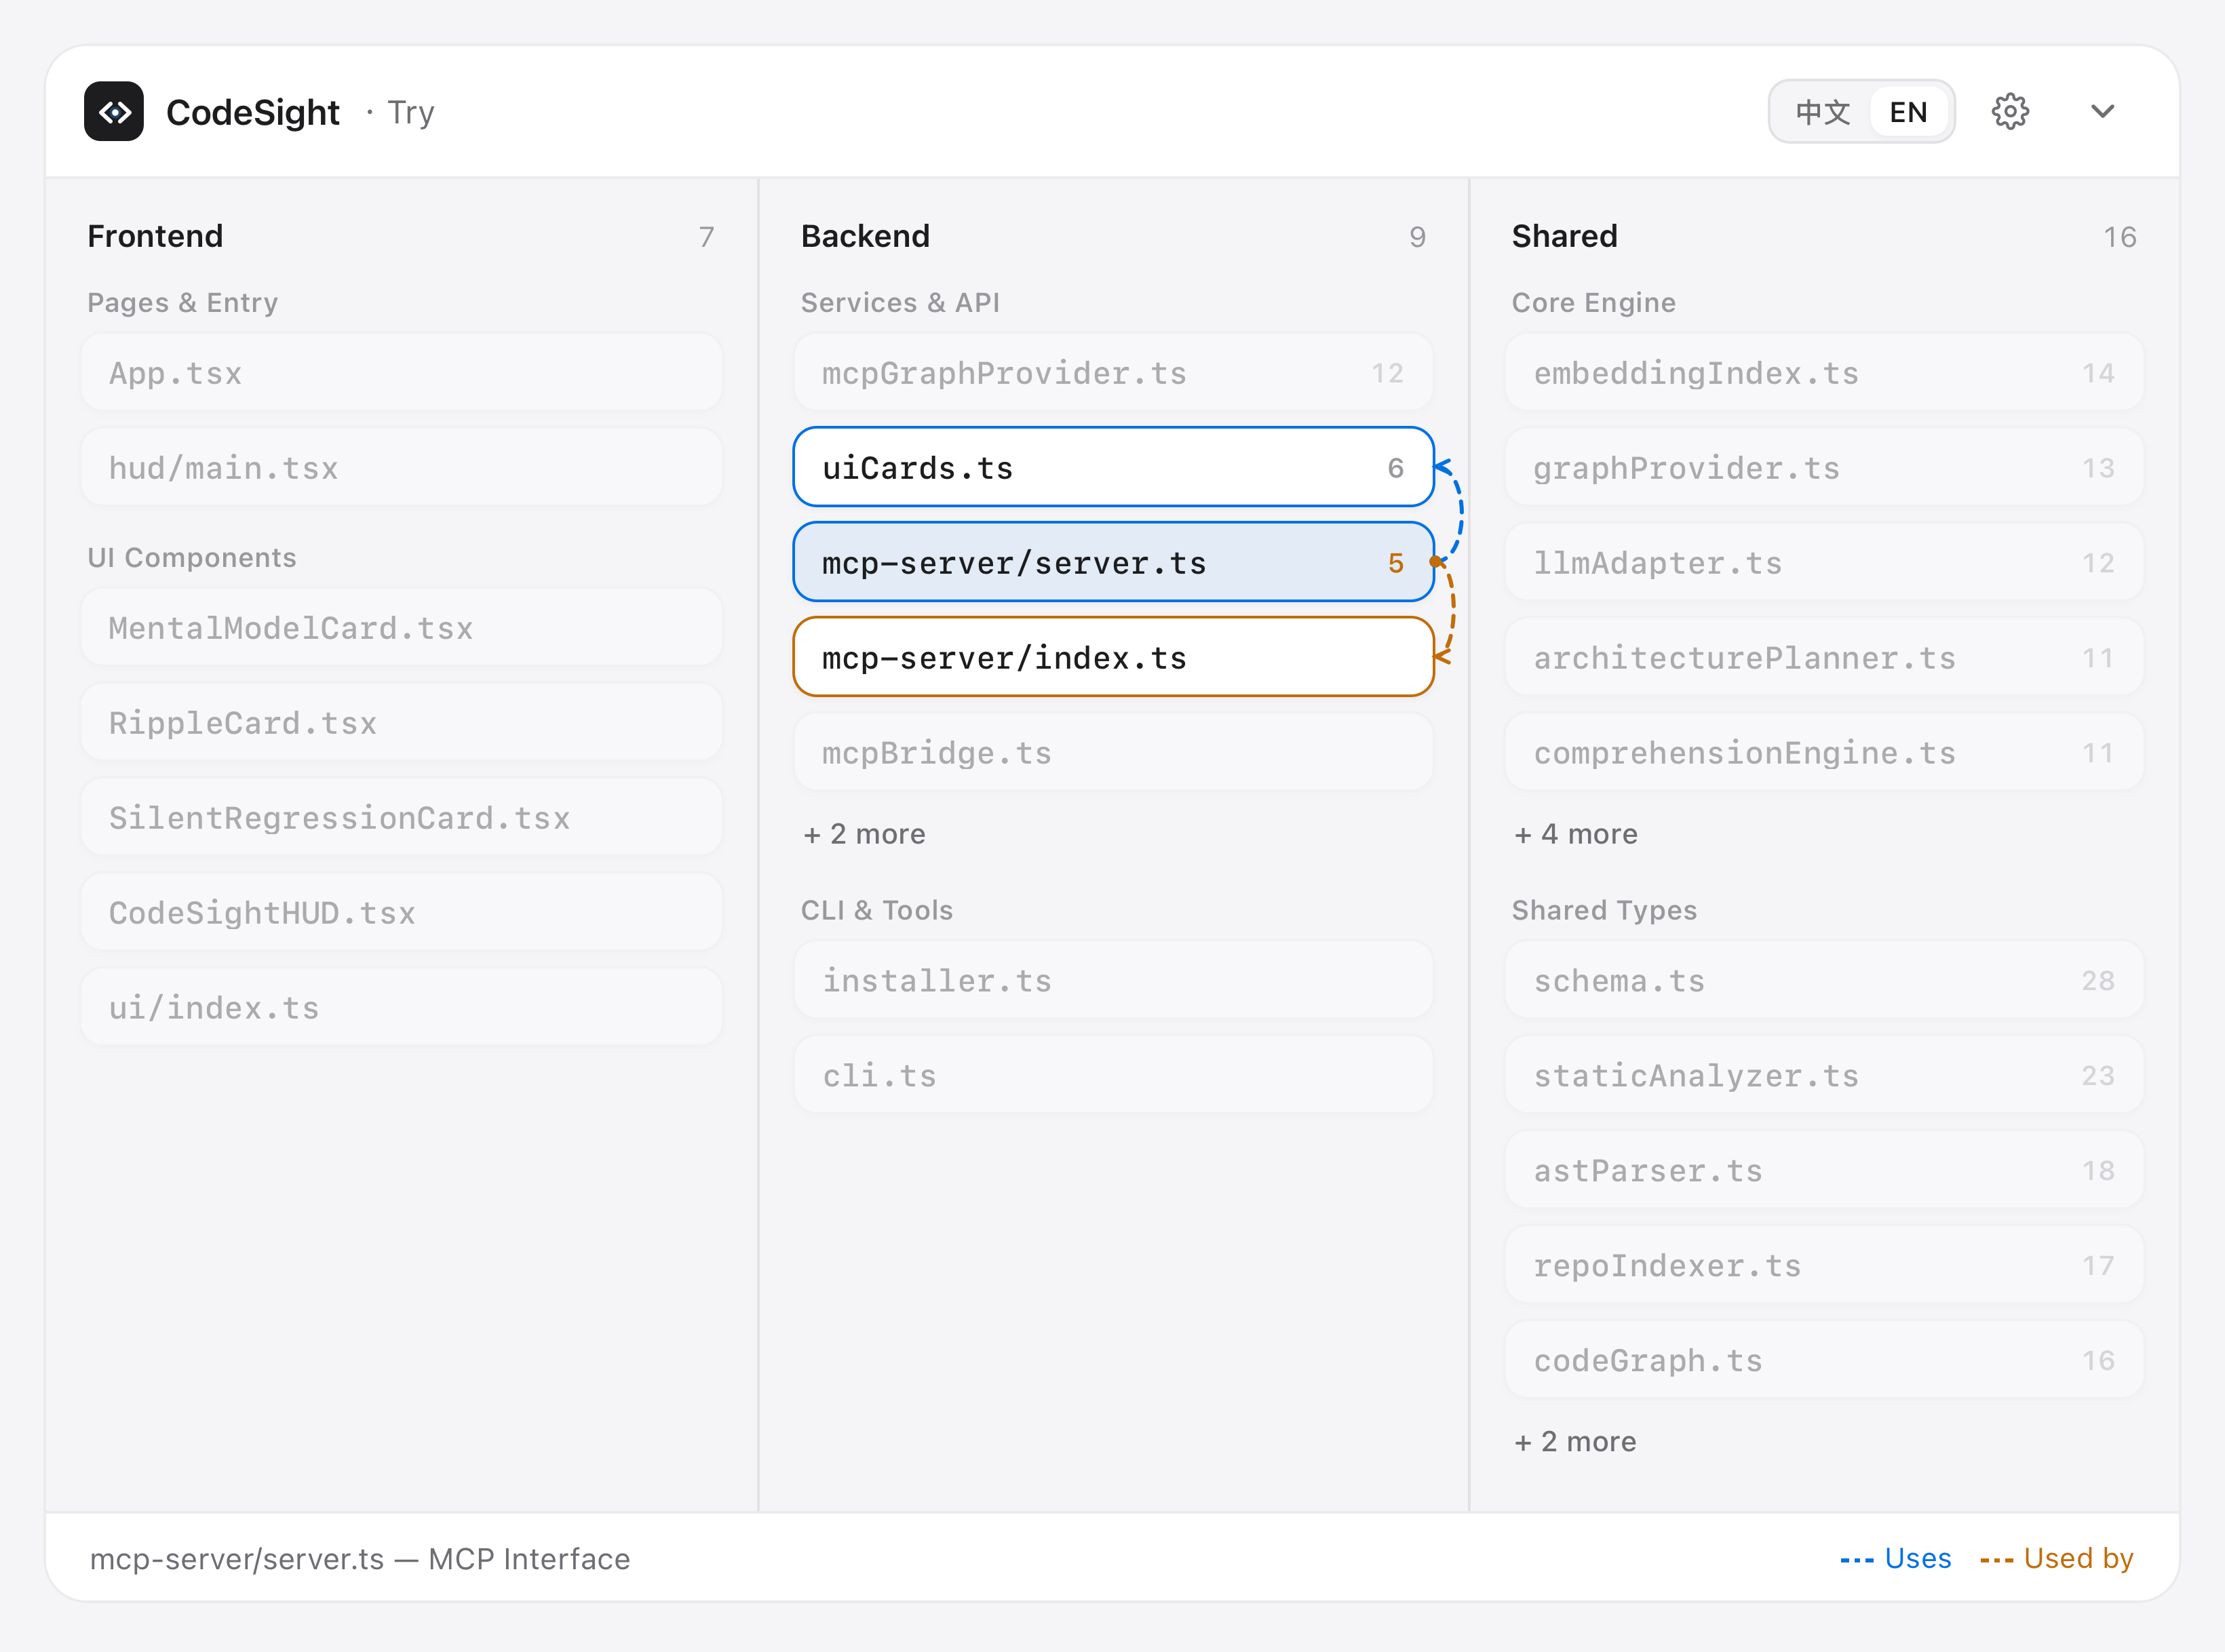 CodeSight · Try
中文 EN
Frontend 7
Pages & Entry
App.tsx
hud/main.tsx
UI Components
MentalModelCard.tsx
RippleCard.tsx
SilentRegressionCard.tsx
CodeSightHUD.tsx
ui/index.ts
Backend 9
Services & API
mcpGraphProvider.ts 12
uiCards.ts 6
mcp-server/server.ts 5
mcp-server/index.ts
mcpBridge.ts
+ 2 more
CLI & Tools
installer.ts
cli.ts
Shared 16
Core Engine
embeddingIndex.ts 14
graphProvider.ts 13
llmAdapter.ts 12
architecturePlanner.ts 11
comprehensionEngine.ts 11
+ 4 more
Shared Types
schema.ts 28
staticAnalyzer.ts 23
astParser.ts 18
repoIndexer.ts 17
codeGraph.ts 16
+ 2 more
mcp-server/server.ts — MCP Interface
Uses Used by